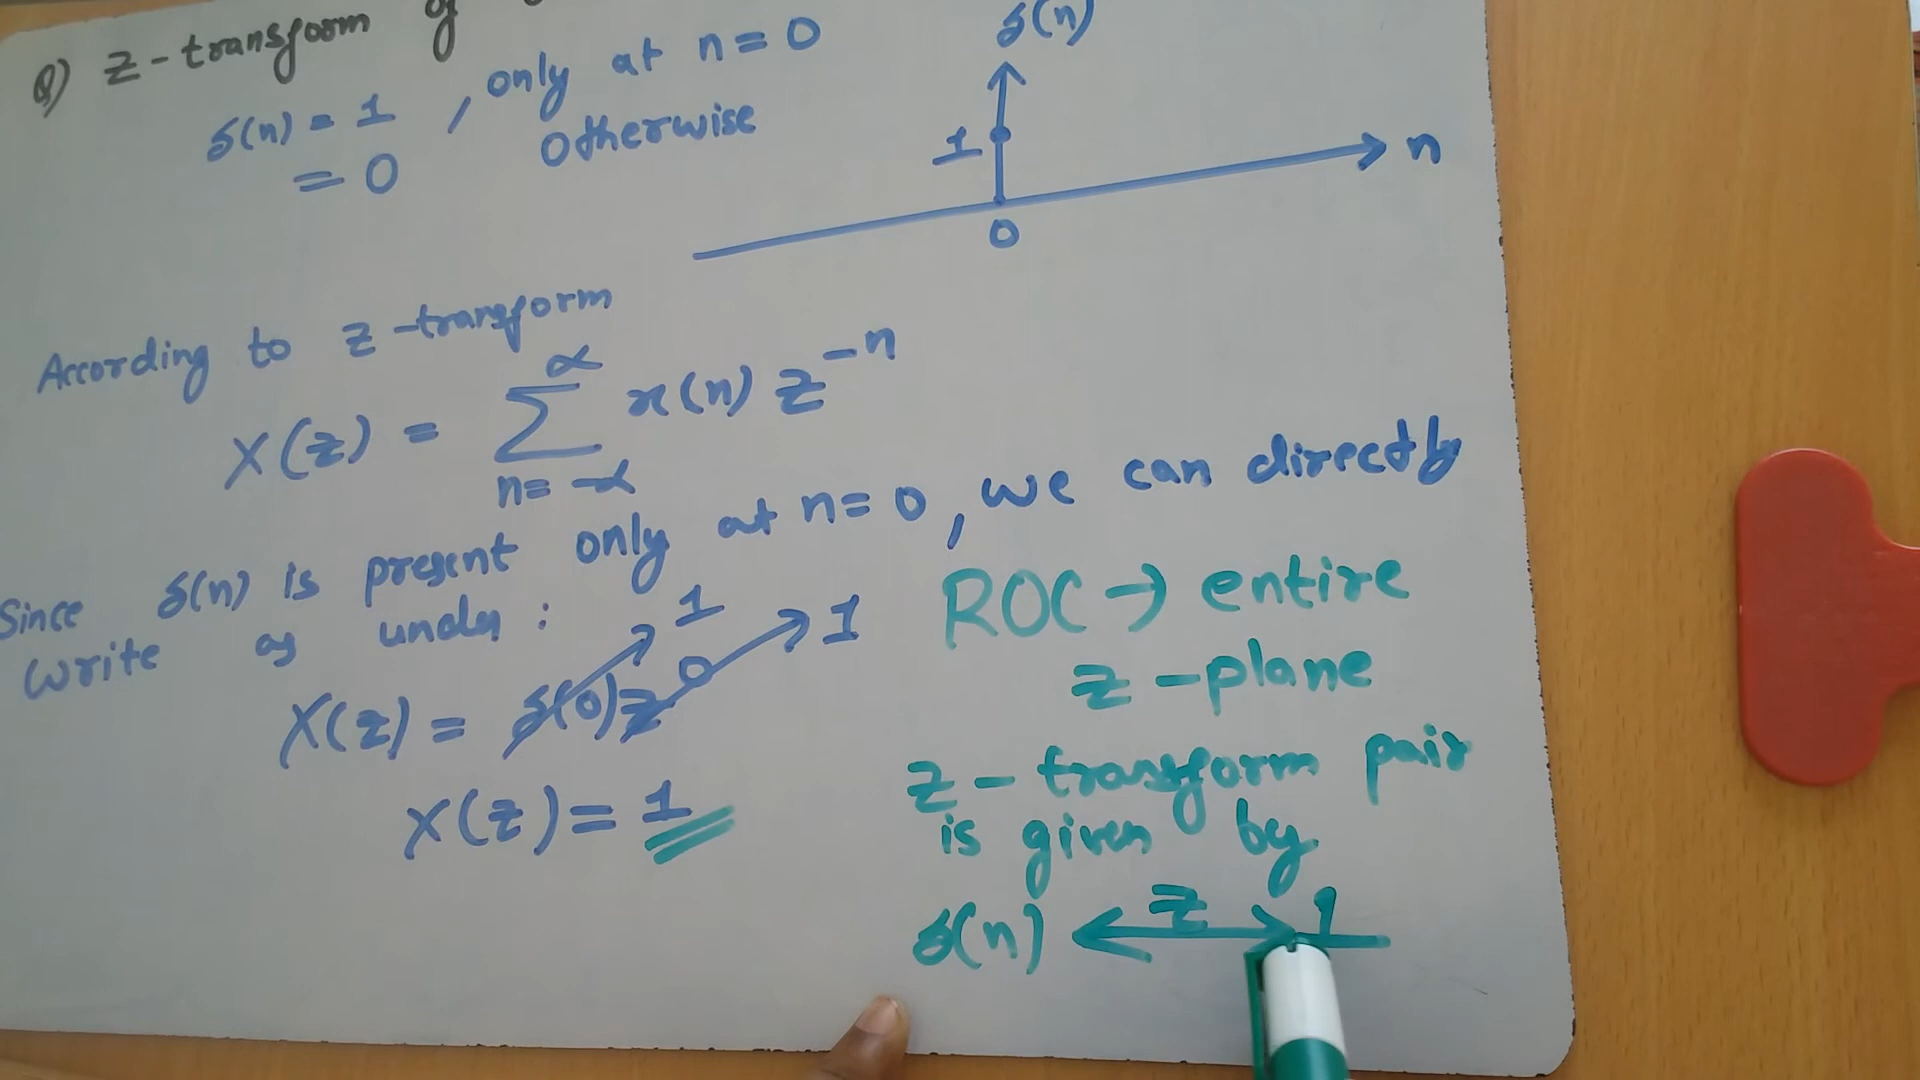 Q) Z-transform of
δ(n) = 1 , only at n = 0
= 0 otherwise
δ(n)
1
n
0
According to Z-transform
X(z) = ∑ x(n) z^-n
∝
n= -∝
Since δ(n) is present only at n=0, we can directly
write as under:
X(z) = δ(0) z^0
1
1
X(z) = 1
ROC → entire
z-plane
Z-transform pair
is given by
δ(n) ⟷ 1
Z